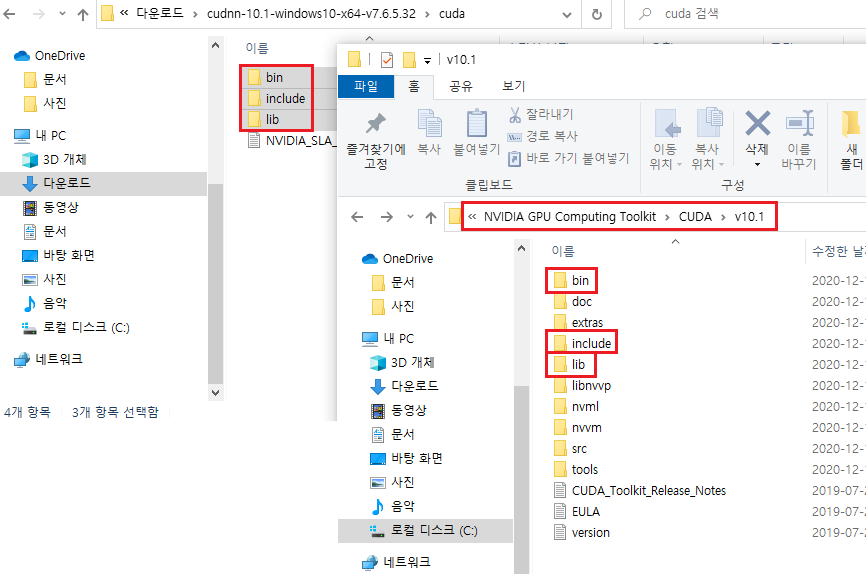 « 다운로드 › cudnn-10.1-windows10-x64-v7.6.5.32 › cuda
cuda 검색
OneDrive
문서
사진
내 PC
3D 개체
다운로드
동영상
문서
바탕 화면
사진
음악
로컬 디스크 (C:)
네트워크
4개 항목 3개 항목 선택함
이름
bin
include
lib
NVIDIA_SLA_
v10.1
파일 홈 공유 보기
즐겨찾기에
고정
복사
붙여넣기
잘라내기
경로 복사
바로 가기 붙여넣기
클립보드
이동
위치
복사
위치
삭제
이름
바꾸기
구성
새
폴더
« NVIDIA GPU Computing Toolkit › CUDA › v10.1
OneDrive
문서
사진
내 PC
3D 개체
다운로드
동영상
문서
바탕 화면
사진
음악
로컬 디스크 (C:)
네트워크
이름 수정한 날
bin 2020-12-
doc 2020-12-
extras 2020-12-
include 2020-12-
lib 2020-12-
libnvvp 2020-12-
nvml 2020-12-
nvvm 2020-12-
src 2020-12-
tools 2020-12-
CUDA_Toolkit_Release_Notes 2019-07-2
EULA 2019-07-2
version 2019-07-2